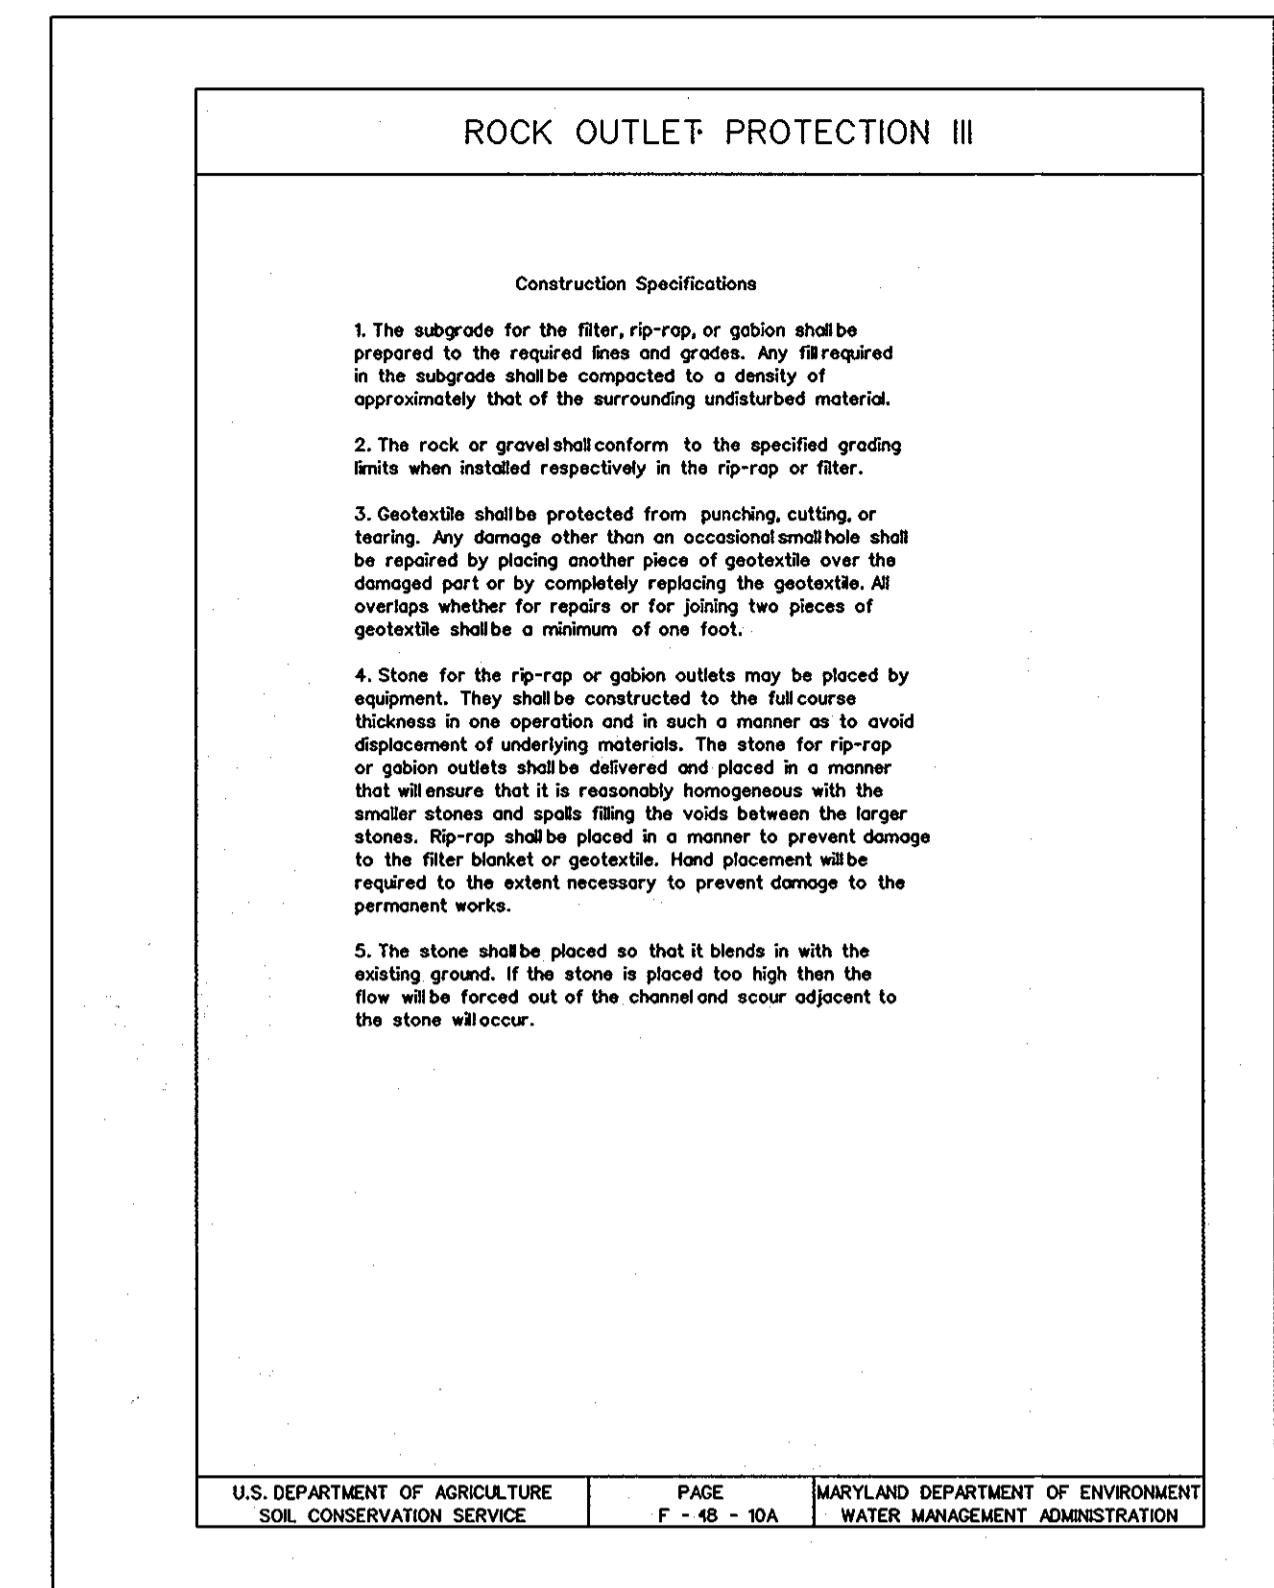 ROCK OUTLET PROTECTION III
Construction Specifications
1. The subgrade for the filter, rip-rap, or gabion shall be
prepared to the required lines and grades. Any fill required
in the subgrade shall be compacted to a density of
approximately that of the surrounding undisturbed material.
2. The rock or gravel shall conform to the specified grading
limits when installed respectively in the rip-rap or filter.
3. Geotextile shall be protected from punching, cutting, or
tearing. Any damage other than an occasional small hole shall
be repaired by placing another piece of geotextile over the
damaged part or by completely replacing the geotextile. All
overlaps whether for repairs or for joining two pieces of
geotextile shall be a minimum of one foot.
4. Stone for the rip-rap or gabion outlets may be placed by
equipment. They shall be constructed to the full course
thickness in one operation and in such a manner as to avoid
displacement of underlying materials. The stone for rip-rap
or gabion outlets shall be delivered and placed in a manner
that will ensure that it is reasonably homogeneous with the
smaller stones and spalls filling the voids between the larger
stones. Rip-rap shall be placed in a manner to prevent damage
to the filter blanket or geotextile. Hand placement will be
required to the extent necessary to prevent damage to the
permanent works.
5. The stone shall be placed so that it blends in with the
existing ground. If the stone is placed too high then the
flow will be forced out of the channel and scour adjacent to
the stone will occur.
U.S. DEPARTMENT OF AGRICULTURE
SOIL CONSERVATION SERVICE
PAGE
F - 18 - 10A
MARYLAND DEPARTMENT OF ENVIRONMENT
WATER MANAGEMENT ADMINISTRATION